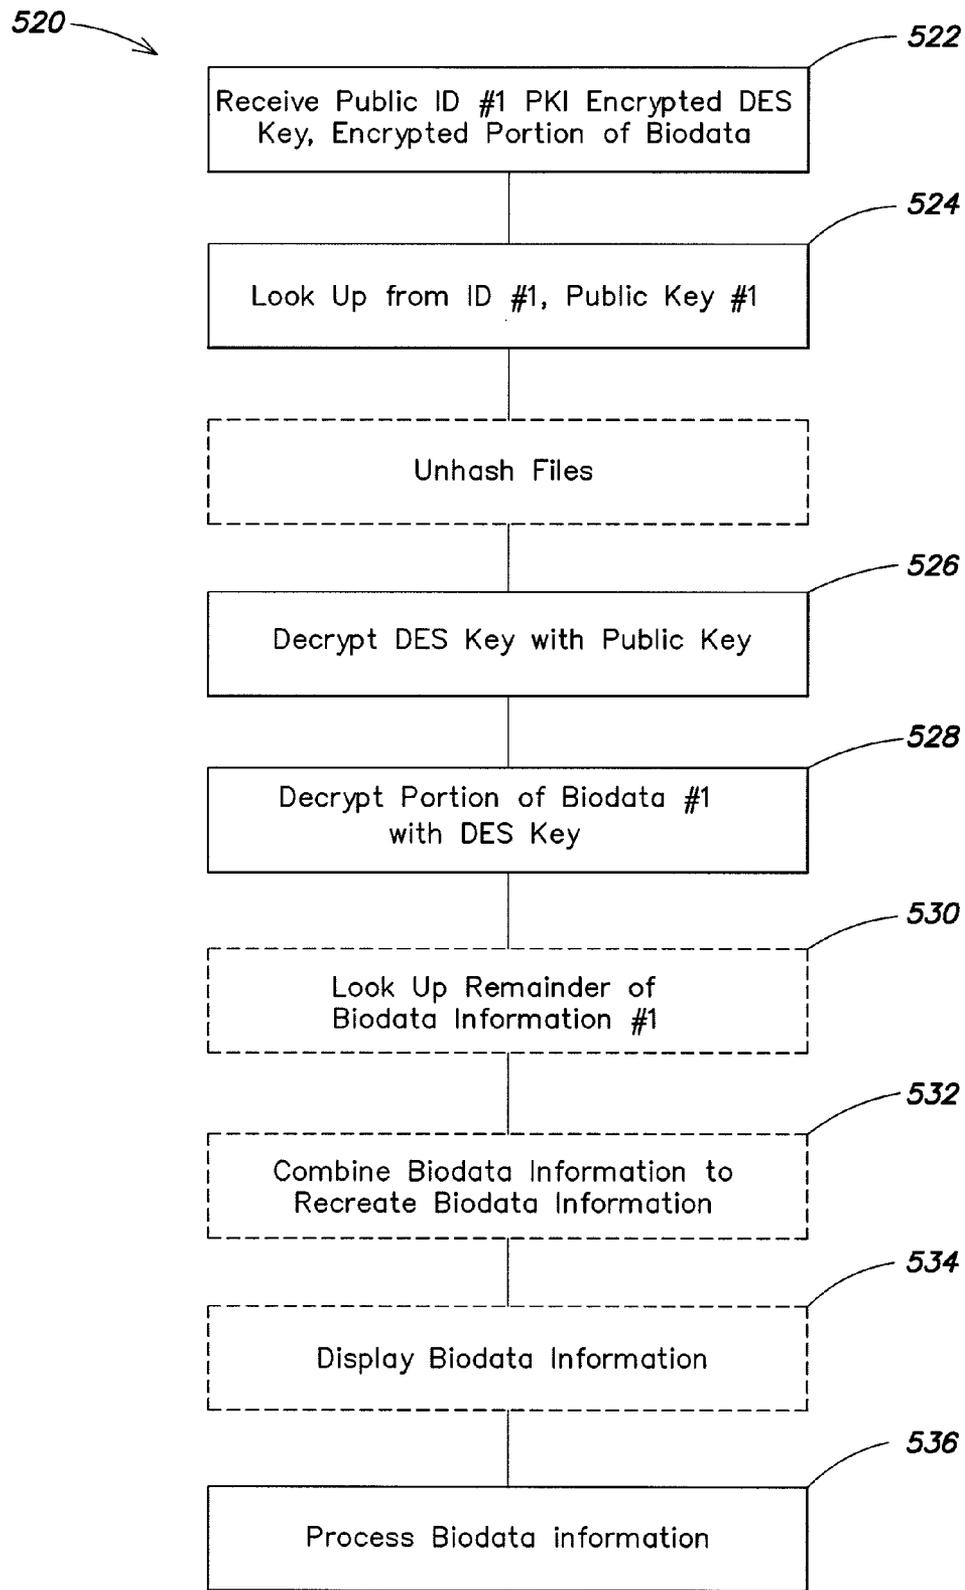 520
522
Receive Public ID #1 PKI Encrypted DES
Key, Encrypted Portion of Biodata
524
Look Up from ID #1, Public Key #1
Unhash Files
526
Decrypt DES Key with Public Key
528
Decrypt Portion of Biodata #1
with DES Key
530
Look Up Remainder of
Biodata Information #1
532
Combine Biodata Information to
Recreate Biodata Information
534
Display Biodata Information
536
Process Biodata information